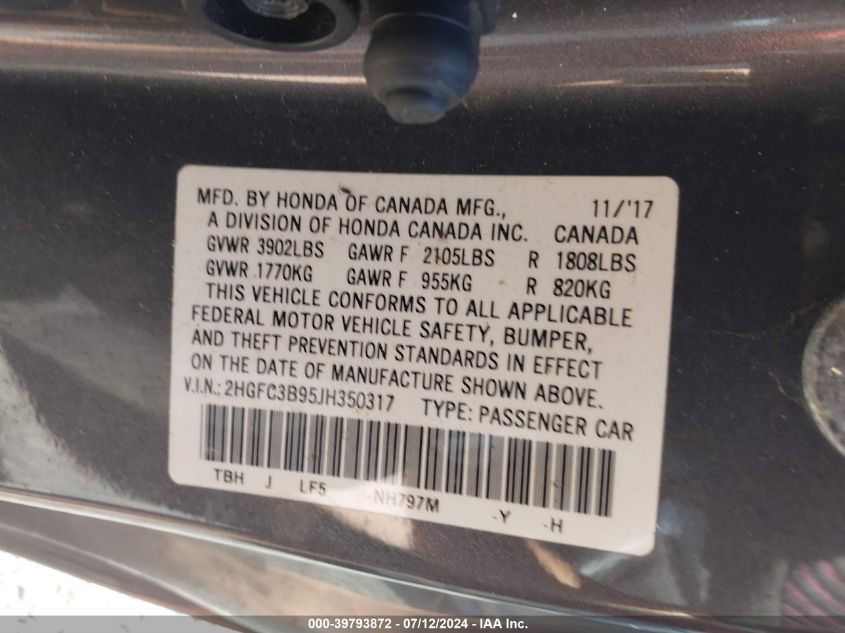 MFD. BY HONDA OF CANADA MFG., 11/'17
A DIVISION OF HONDA CANADA INC. CANADA
GVWR 3902LBS GAWR F 2105LBS R 1808LBS
GVWR 1770KG GAWR F 955KG R 820KG
THIS VEHICLE CONFORMS TO ALL APPLICABLE
FEDERAL MOTOR VEHICLE SAFETY, BUMPER,
AND THEFT PREVENTION STANDARDS IN EFFECT
ON THE DATE OF MANUFACTURE SHOWN ABOVE.
V.I.N.: 2HGFC3B95JH350317 TYPE: PASSENGER CAR
TBH J LF5 -NH797M -Y -H
000-39793872 - 07/12/2024 - IAA Inc.